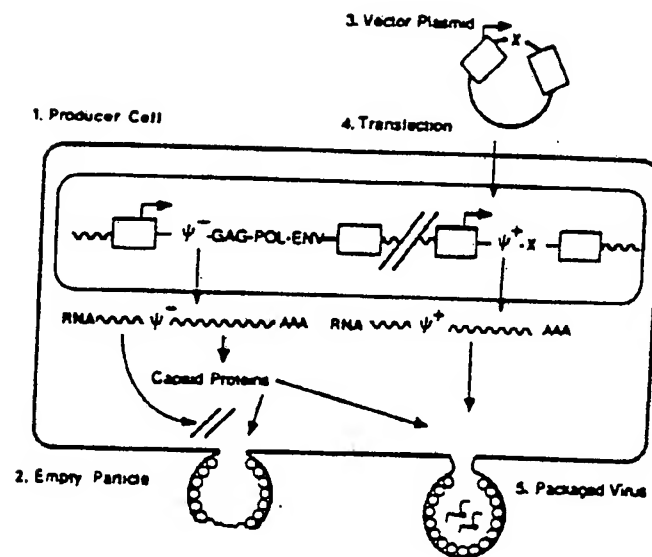 3. Vector Plasmid
X
1. Producer Cell
4. Transfection
Ψ⁻-GAG-POL-ENV
Ψ⁺-X
RNA Ψ⁻ AAA RNA Ψ⁺ AAA
Capsid Proteins
2. Empty Particle
5. Packaged Virus